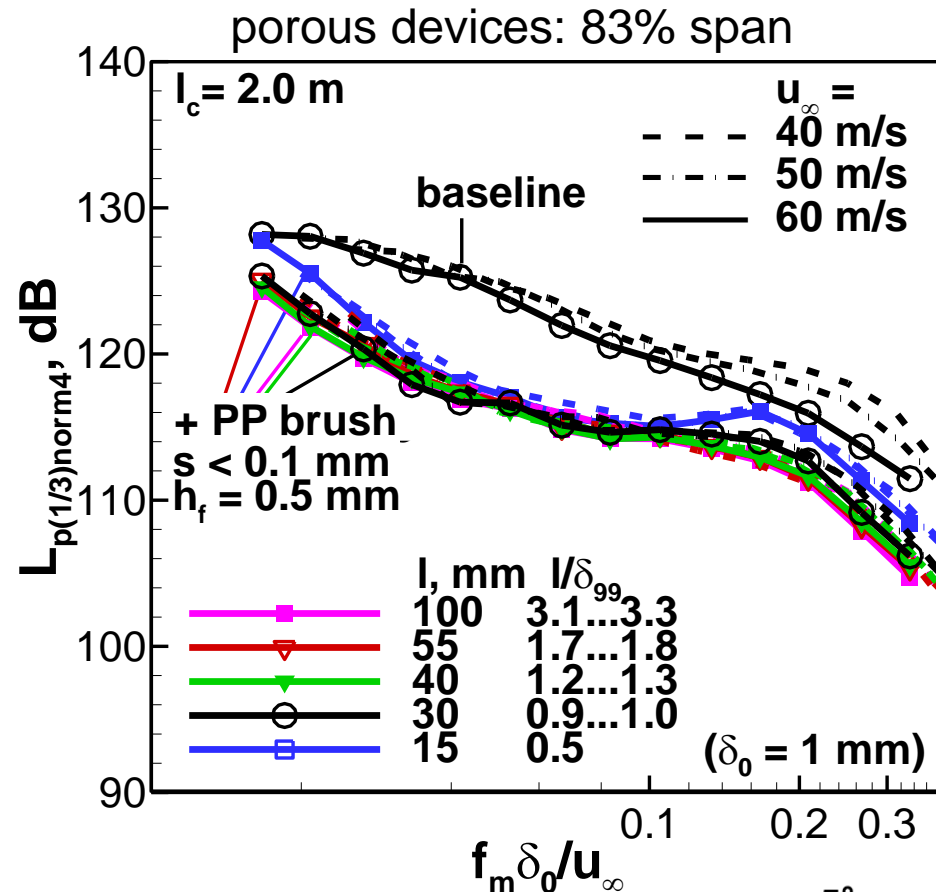 porous devices: 83% span
140
130
120
110
100
90
L_p(1/3)norm4, dB
l_c = 2.0 m
u_∞ =
40 m/s
50 m/s
60 m/s
baseline
+ PP brush
s < 0.1 mm
h_f = 0.5 mm
l, mm l/δ_99
100 3.1...3.3
55 1.7...1.8
40 1.2...1.3
30 0.9...1.0
15 0.5
(δ_0 = 1 mm)
0.1 0.2 0.3
f_m δ_0/u_∞